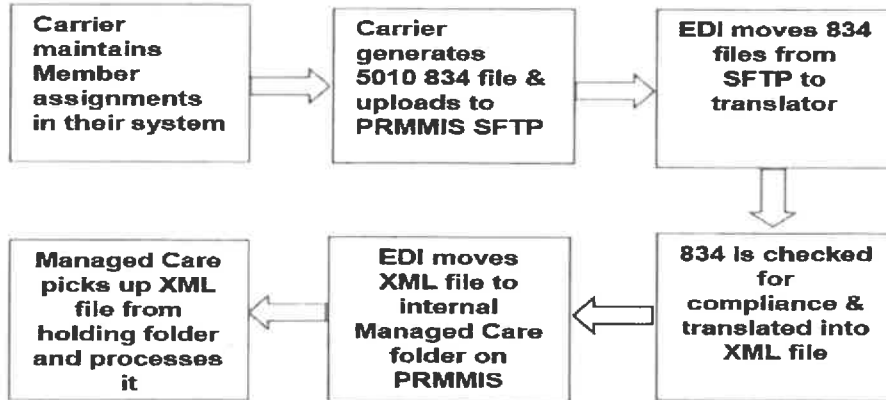 Carrier
maintains
Member
assignments
in their system
Carrier
generates
5010 834 file &
uploads to
PRMMIS SFTP
EDI moves 834
files from
SFTP to
translator
834 is checked
for
compliance &
translated into
XML file
EDI moves
XML file to
internal
Managed Care
folder on
PRMMIS
Managed Care
picks up XML
file from
holding folder
and processes
it